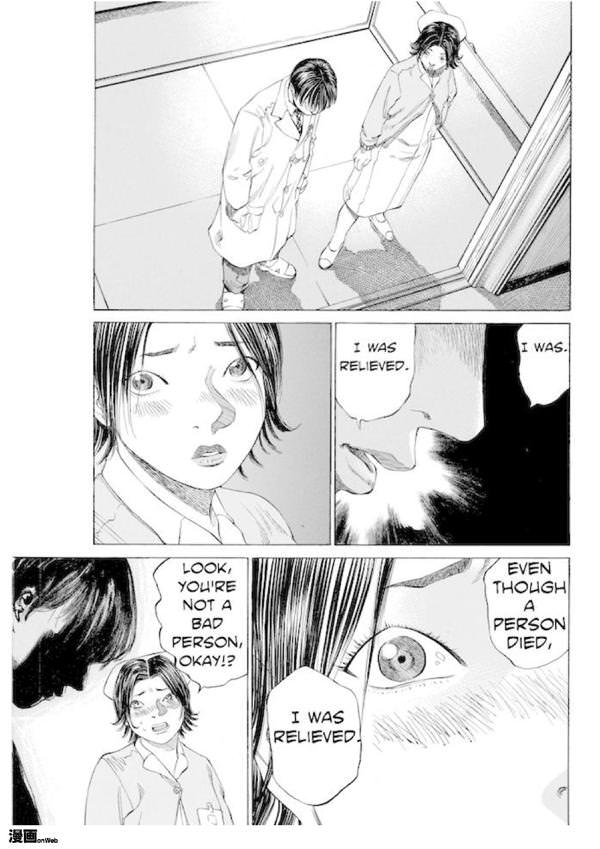 I WAS.
I WAS
RELIEVED.
EVEN
THOUGH
A
PERSON
DIED,
I WAS
RELIEVED.
LOOK,
YOU'RE
NOT A
BAD
PERSON,
OKAY!?
漫画onWeb